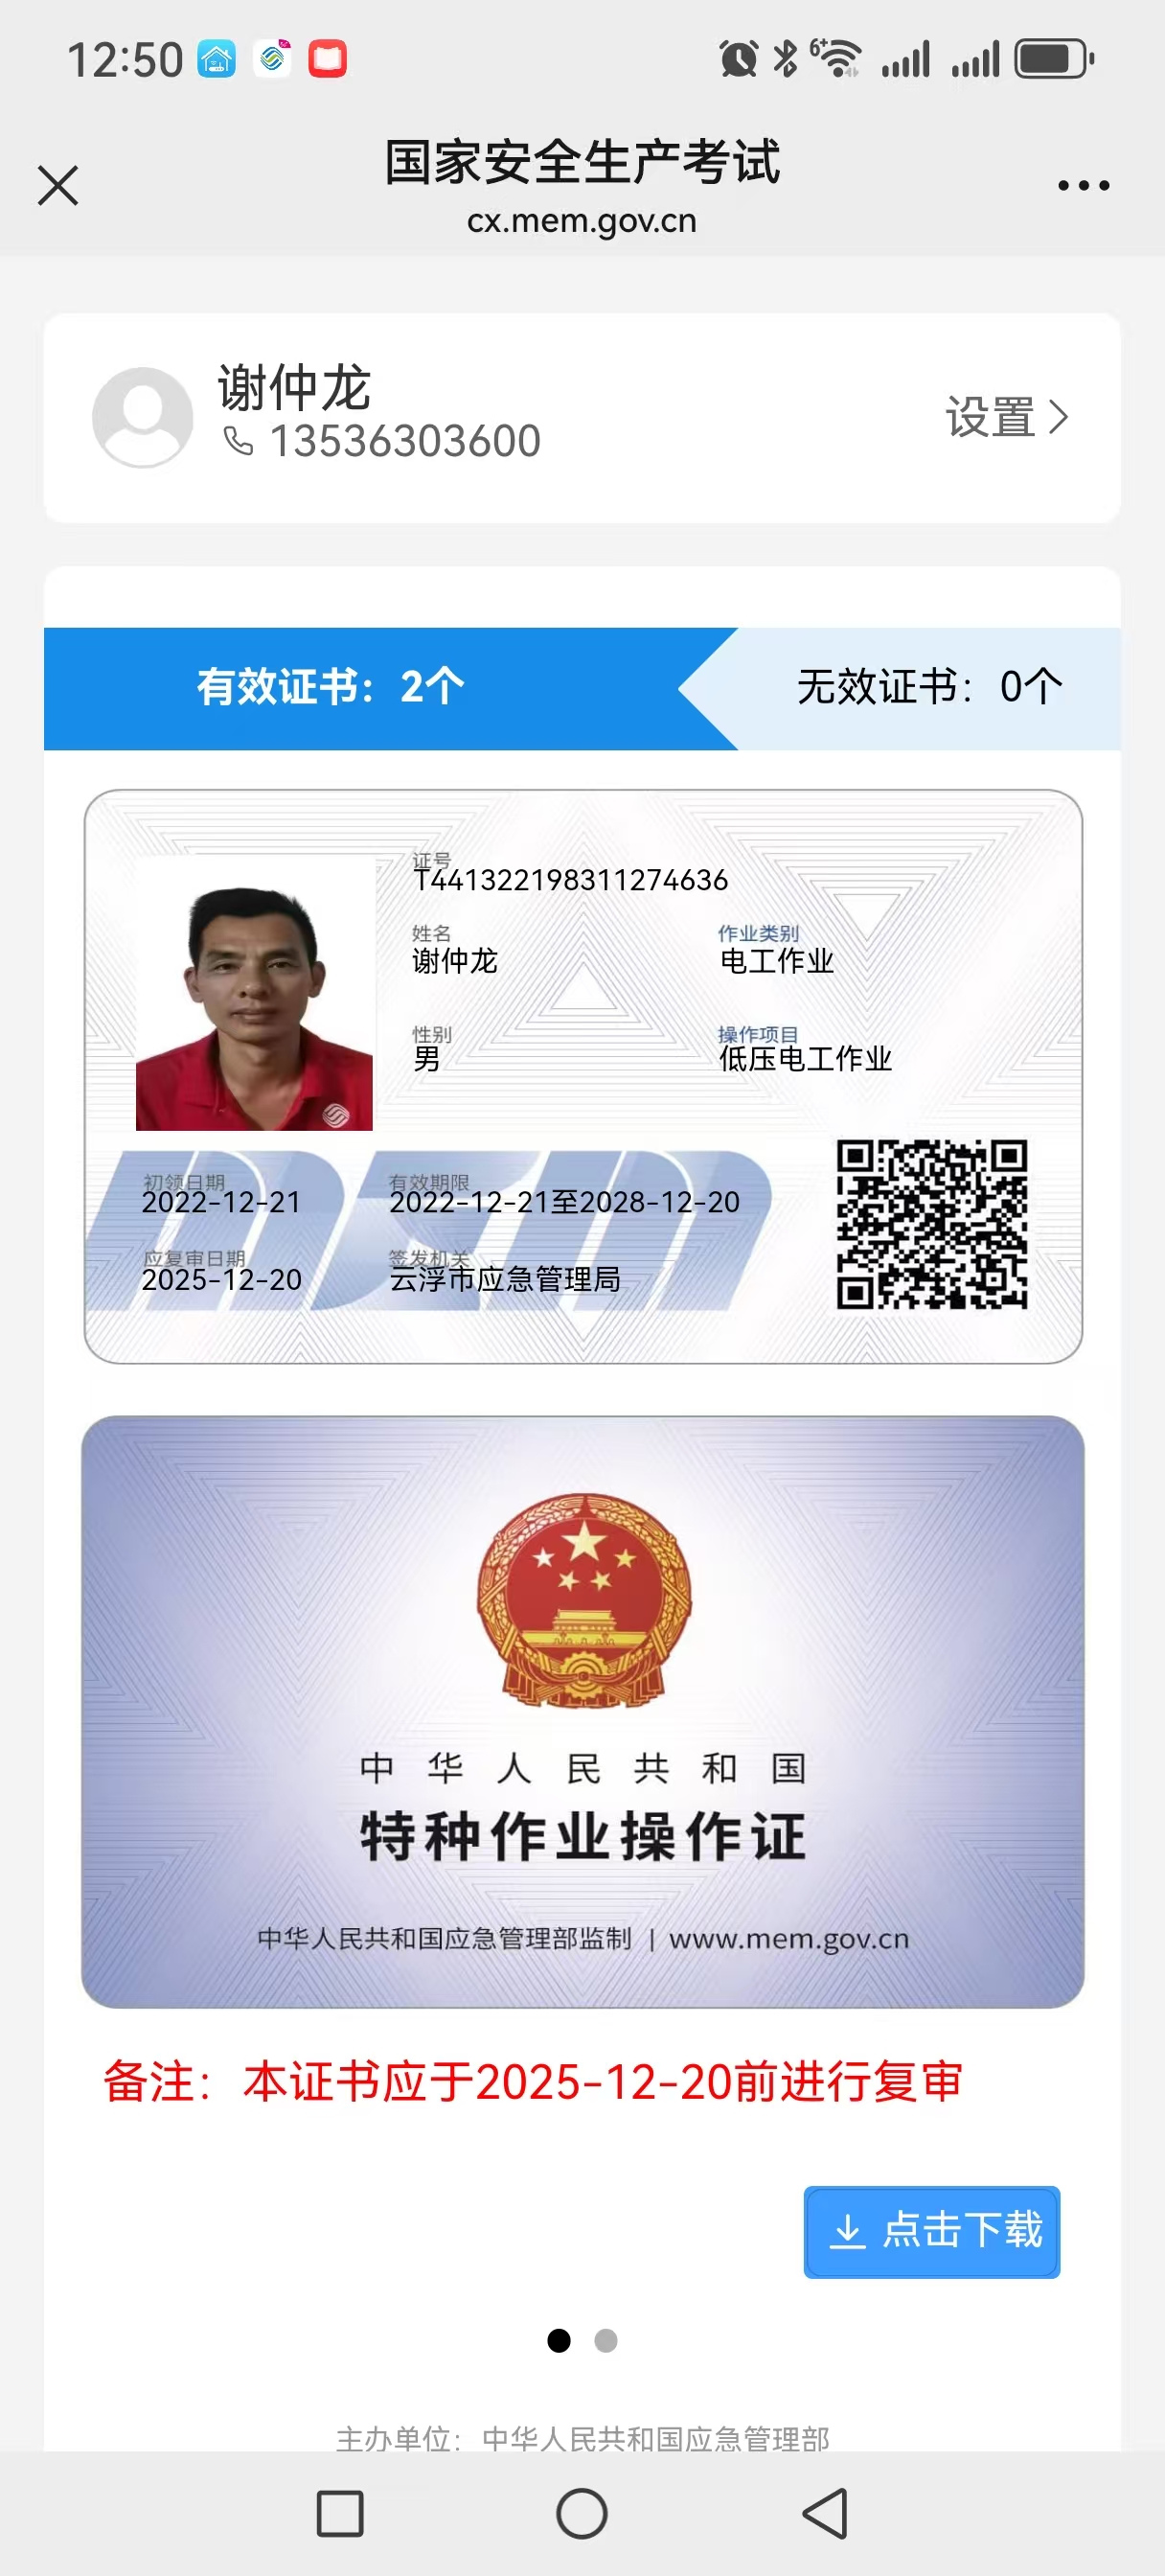 12:50
国家安全生产考试
cx.mem.gov.cn
谢仲龙
13536303600
设置
有效证书：2个
无效证书：0个
证号
T441322198311274636
姓名
作业类别
谢仲龙
电工作业
性别
操作项目
男
低压电工作业
初领日期
有效期限
2022-12-21
2022-12-21至2028-12-20
应复审日期
签发机关
2025-12-20
云浮市应急管理局
中华人民共和国
特种作业操作证
中华人民共和国应急管理部监制 | www.mem.gov.cn
备注：本证书应于2025-12-20前进行复审
点击下载
主办单位：中华人民共和国应急管理部